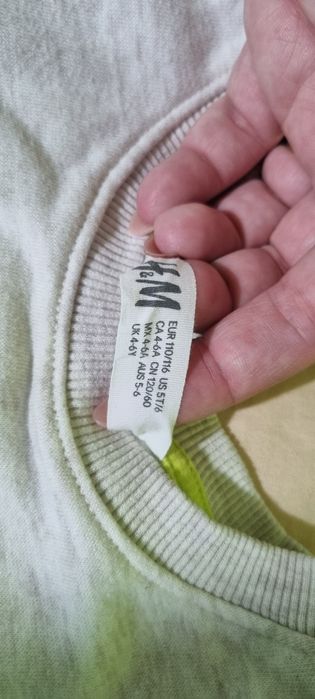 H&M
EUR 110/116 US 5T/6
CA 4-6A CN 120/60
MX 4-6A AUS 5-6
UK 4-6Y